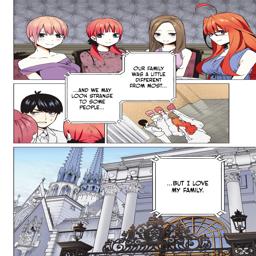 OUR FAMILY
WAS A LITTLE
DIFFERENT
FROM MOST...
...AND WE MAY
LOOK STRANGE
TO SOME
PEOPLE...
...BUT I LOVE
MY FAMILY.